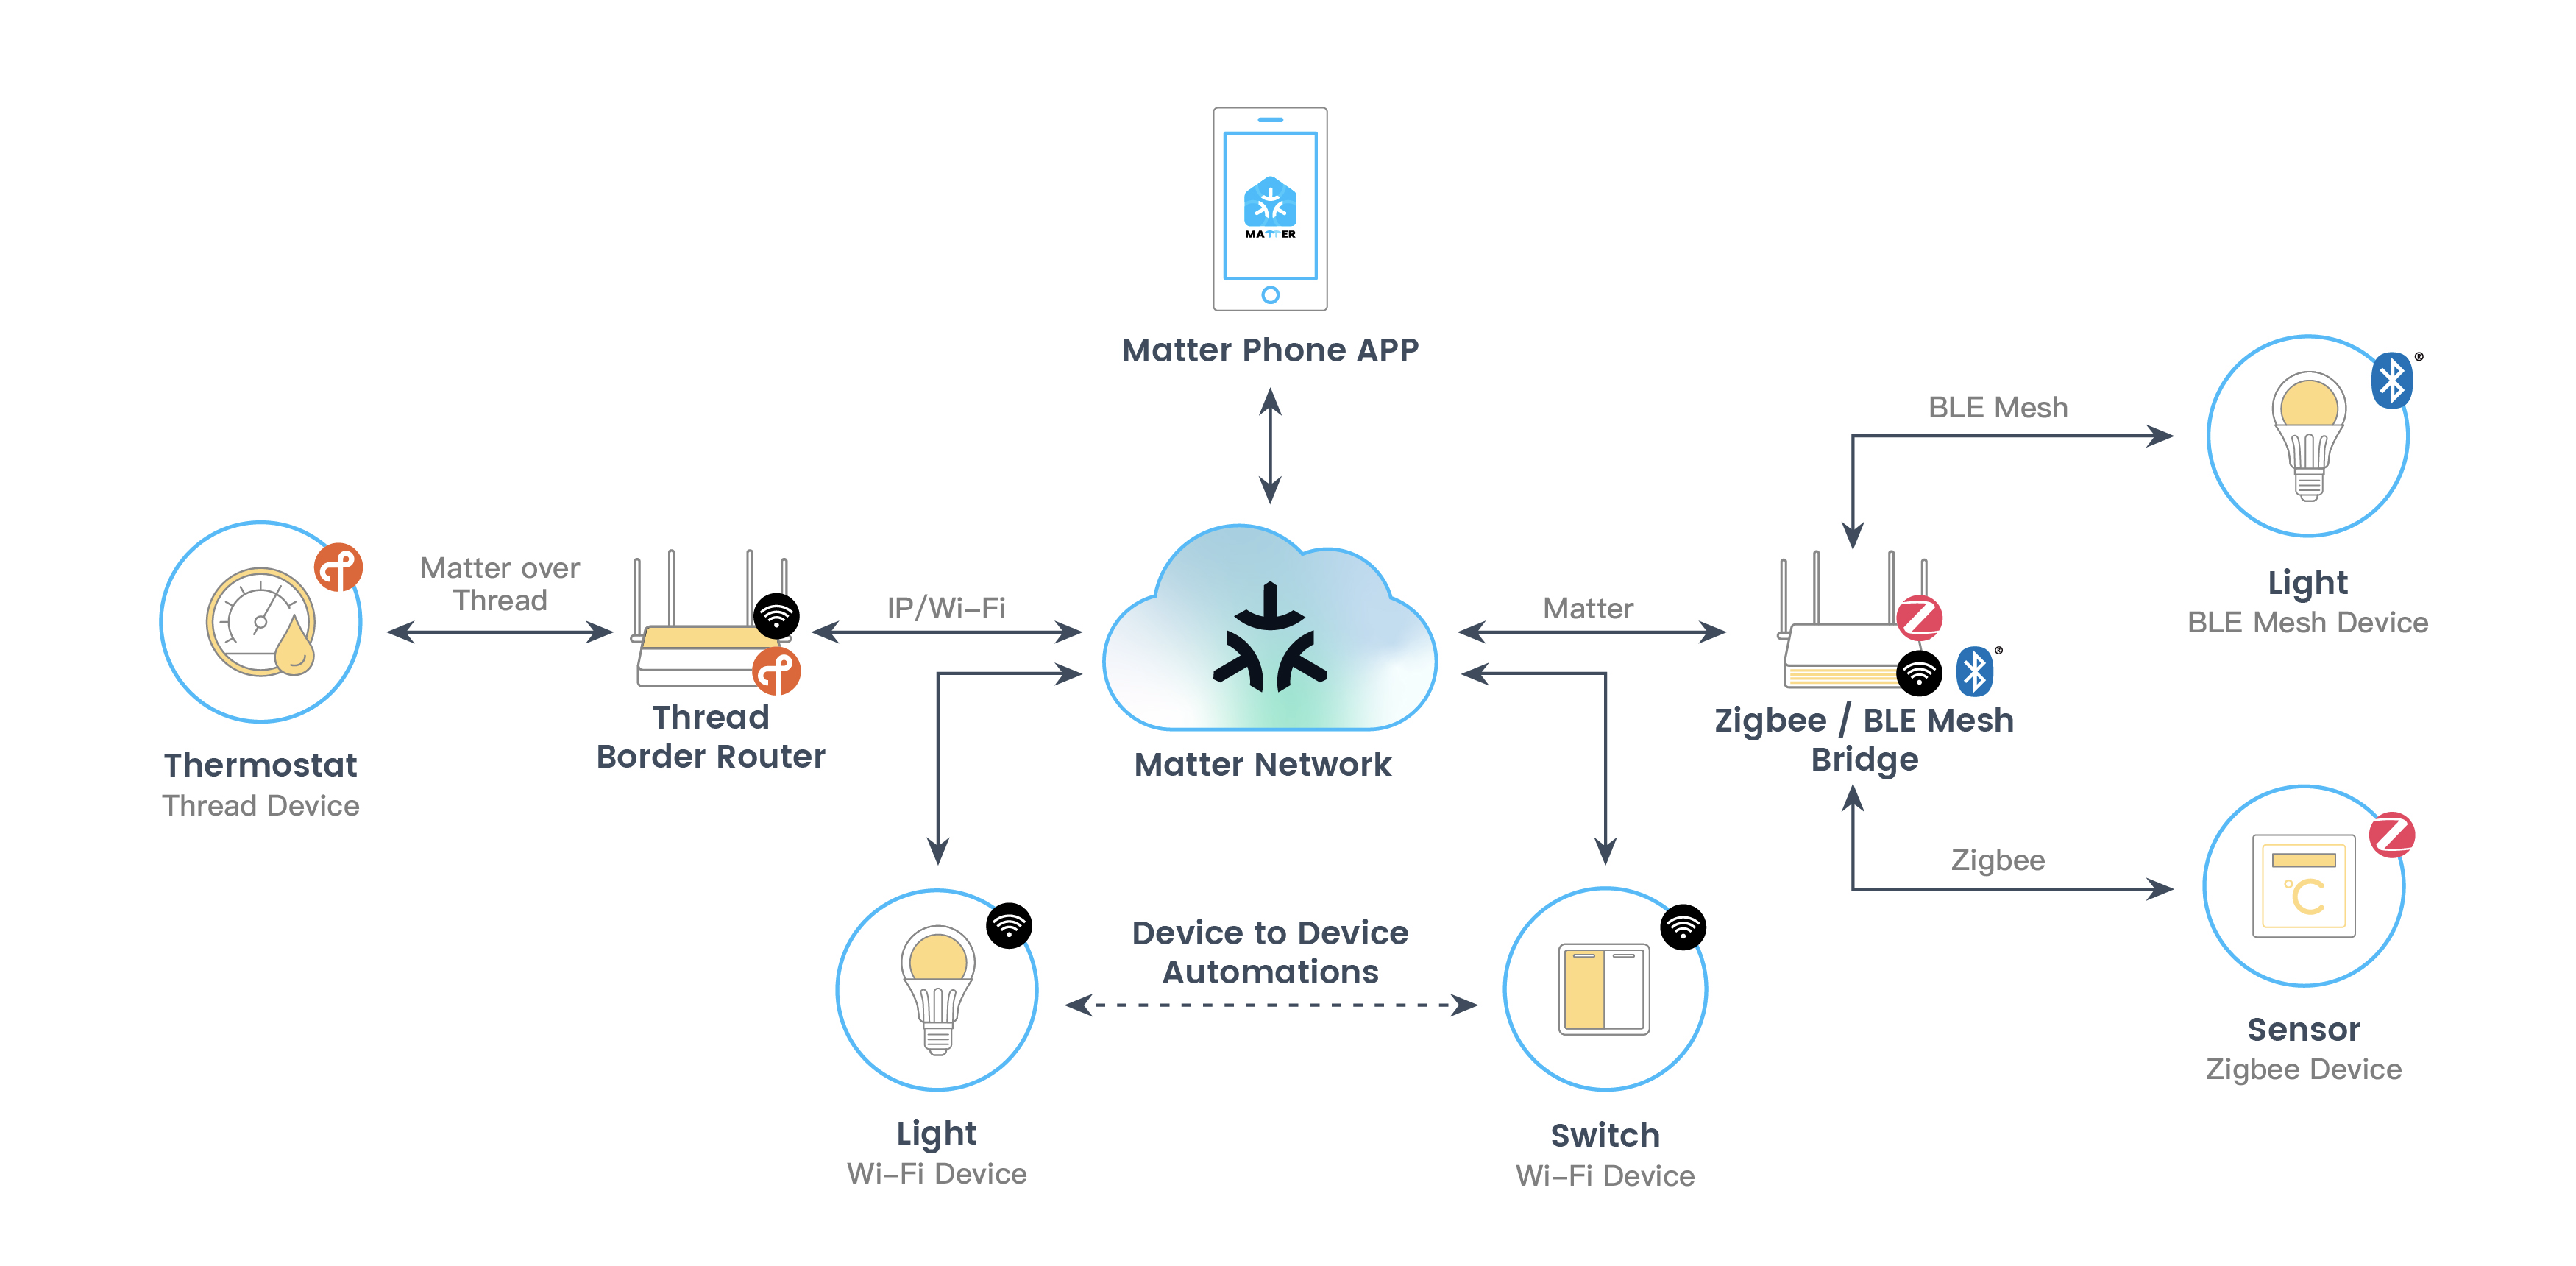 MATTER
Matter Phone APP
BLE Mesh
®
Light
BLE Mesh Device
Matter over
Thread
IP/Wi–Fi
Matter
®
Thermostat
Thread Device
Thread
Border Router
Matter Network
Zigbee / BLE Mesh
Bridge
Zigbee
°C
Sensor
Zigbee Device
Device to Device
Automations
Light
Wi–Fi Device
Switch
Wi–Fi Device